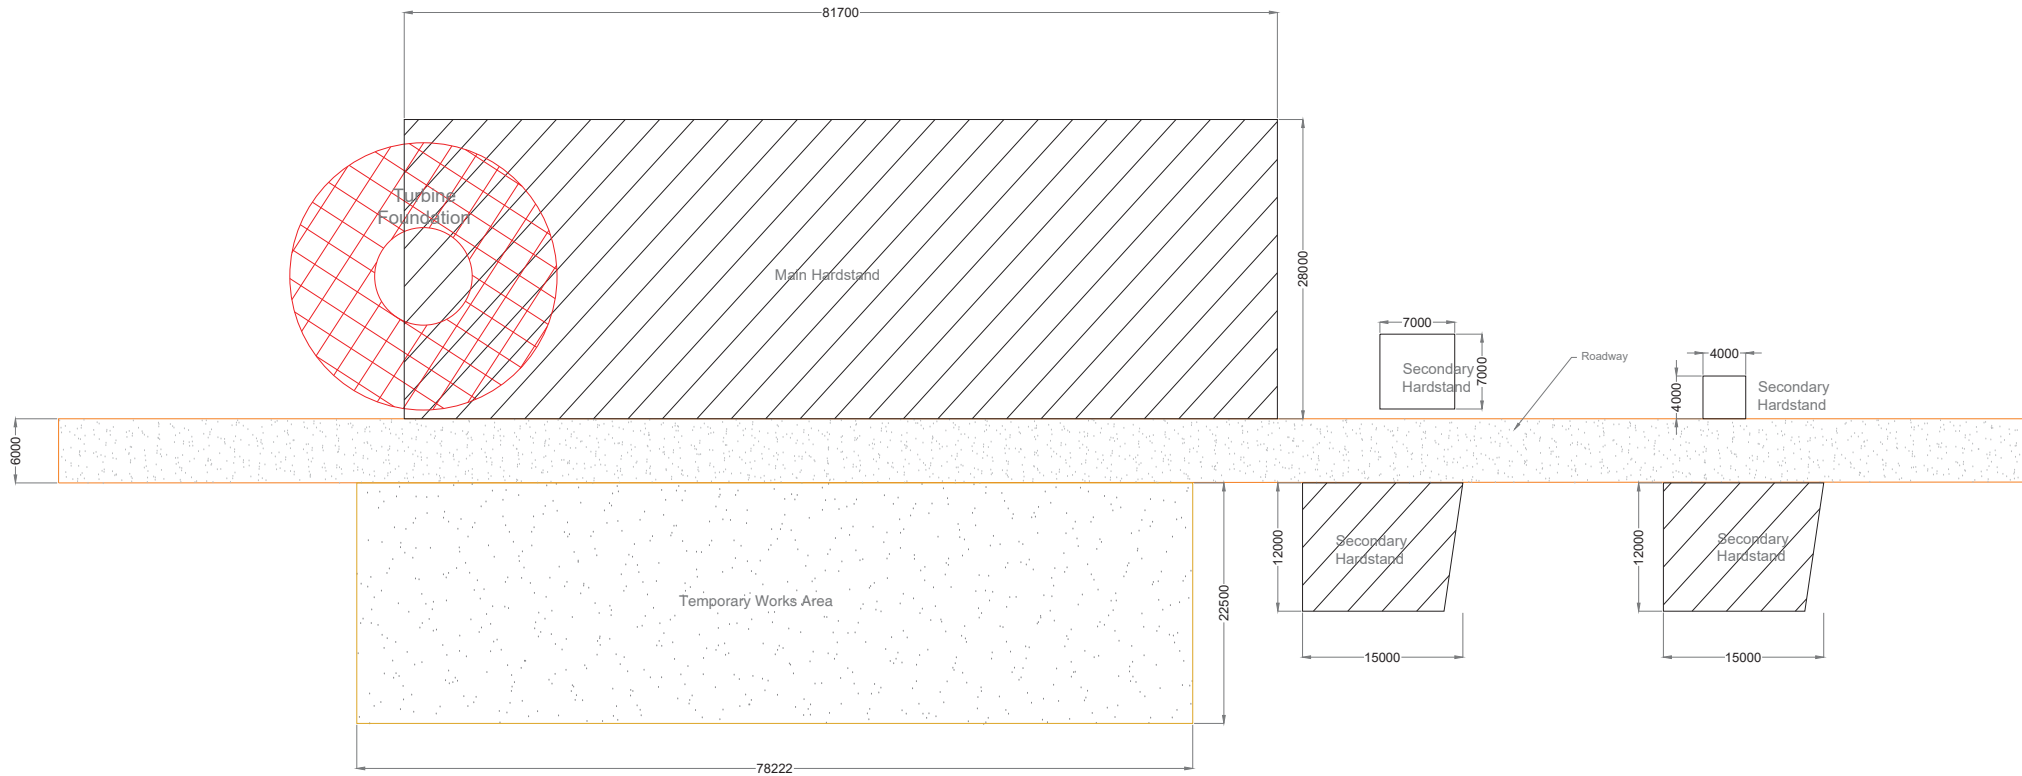 81700
Turbine
Foundation
Main Hardstand
28000
7000
7000
Secondary
Hardstand
Roadway
4000
4000
Secondary
Hardstand
6000
12000
Secondary
Hardstand
12000
Secondary
Hardstand
Temporary Works Area
22500
15000
15000
78222